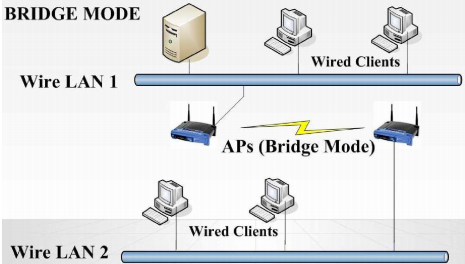 BRIDGE MODE
Wired Clients
Wire LAN 1
APs (Bridge Mode)
Wired Clients
Wire LAN 2